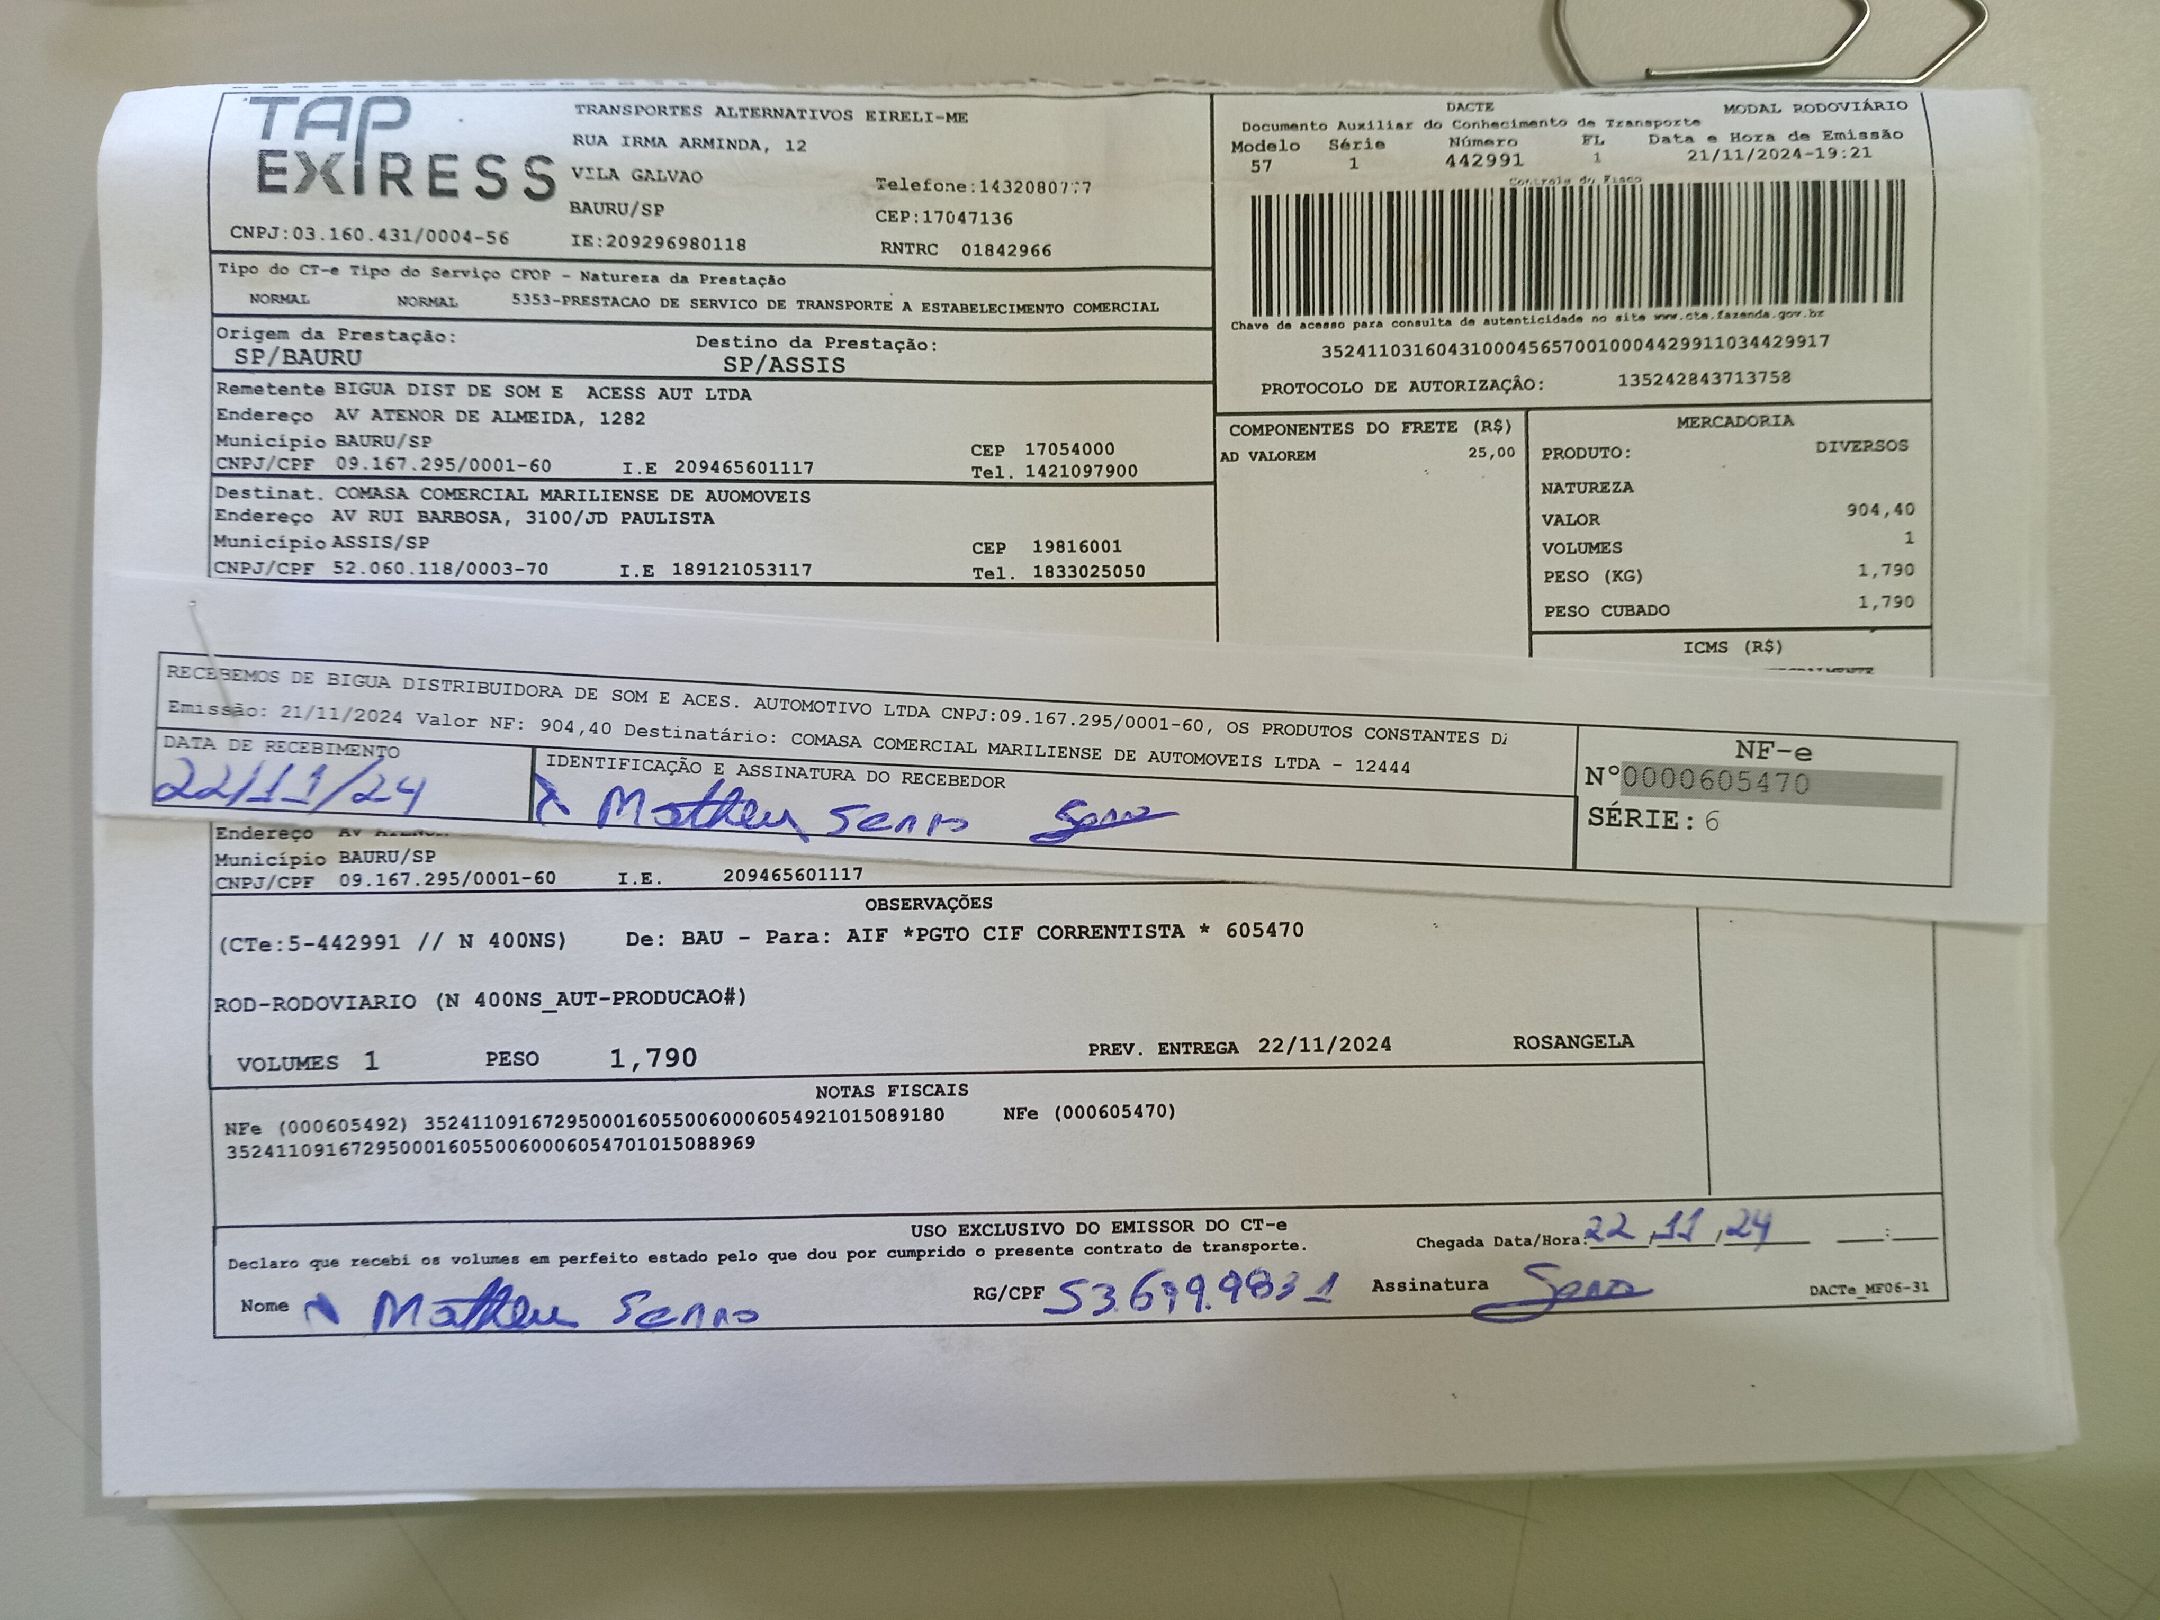 TAP EXPRESS
TRANSPORTES ALTERNATIVOS EIRELI-ME
RUA IRMA ARMINDA, 12
VILA GALVAO
Telefone:1432080777
BAURU/SP
CEP:17047136
CNPJ:03.160.431/0004-56
IE:209296980118
RNTRC 01842966
DACTE
MODAL RODOVIÁRIO
Documento Auxiliar do Conhecimento de Transporte
Modelo Série Número FL Data e Hora de Emissão
57 1 442991 1 21/11/2024-19:21
Controle do Fisco
Chave de acesso para consulta de autenticidade no site www.cte.fazenda.gov.br
35241103160431000456570010004429911034429917
PROTOCOLO DE AUTORIZAÇÃO: 135242843713758
Tipo do CT-e Tipo do Serviço CFOP - Natureza da Prestação
NORMAL NORMAL 5353-PRESTACAO DE SERVICO DE TRANSPORTE A ESTABELECIMENTO COMERCIAL
Origem da Prestação: Destino da Prestação:
SP/BAURU SP/ASSIS
Remetente BIGUA DIST DE SOM E ACESS AUT LTDA
Endereço AV ATENOR DE ALMEIDA, 1282
Município BAURU/SP CEP 17054000
CNPJ/CPF 09.167.295/0001-60 I.E 209465601117 Tel. 1421097900
Destinat. COMASA COMERCIAL MARILIENSE DE AUOMOVEIS
Endereço AV RUI BARBOSA, 3100/JD PAULISTA
Município ASSIS/SP CEP 19816001
CNPJ/CPF 52.060.118/0003-70 I.E 189121053117 Tel. 1833025050
COMPONENTES DO FRETE (R$)
AD VALOREM 25,00
MERCADORIA
PRODUTO: DIVERSOS
NATUREZA
VALOR 904,40
VOLUMES 1
PESO (KG) 1,790
PESO CUBADO 1,790
ICMS (R$)
RECEBEMOS DE BIGUA DISTRIBUIDORA DE SOM E ACES. AUTOMOTIVO LTDA CNPJ:09.167.295/0001-60, OS PRODUTOS CONSTANTES
Emissão: 21/11/2024 Valor NF: 904,40 Destinatário: COMASA COMERCIAL MARILIENSE DE AUTOMOVEIS LTDA - 12444
DATA DE RECEBIMENTO
22/11/24
IDENTIFICAÇÃO E ASSINATURA DO RECEBEDOR
Matheu Senno
NF-e
Nº0000605470
SÉRIE: 6
Endereço
Município BAURU/SP
CNPJ/CPF 09.167.295/0001-60 I.E. 209465601117
OBSERVAÇÕES
(CTe:5-442991 // N 400NS) De: BAU - Para: AIF *PGTO CIF CORRENTISTA * 605470
ROD-RODOVIARIO (N 400NS_AUT-PRODUCAO#)
VOLUMES 1 PESO 1,790 PREV. ENTREGA 22/11/2024 ROSANGELA
NOTAS FISCAIS
NFe (000605492) 35241109167295000160550060006054921015089180 NFe (000605470)
35241109167295000160550060006054701015088969
USO EXCLUSIVO DO EMISSOR DO CT-e
Declaro que recebi os volumes em perfeito estado pelo que dou por cumprido o presente contrato de transporte.
Chegada Data/Hora: 22,11,24
Nome Matheu Senno RG/CPF 53.679.983 1 Assinatura
DACTe_MF06-31